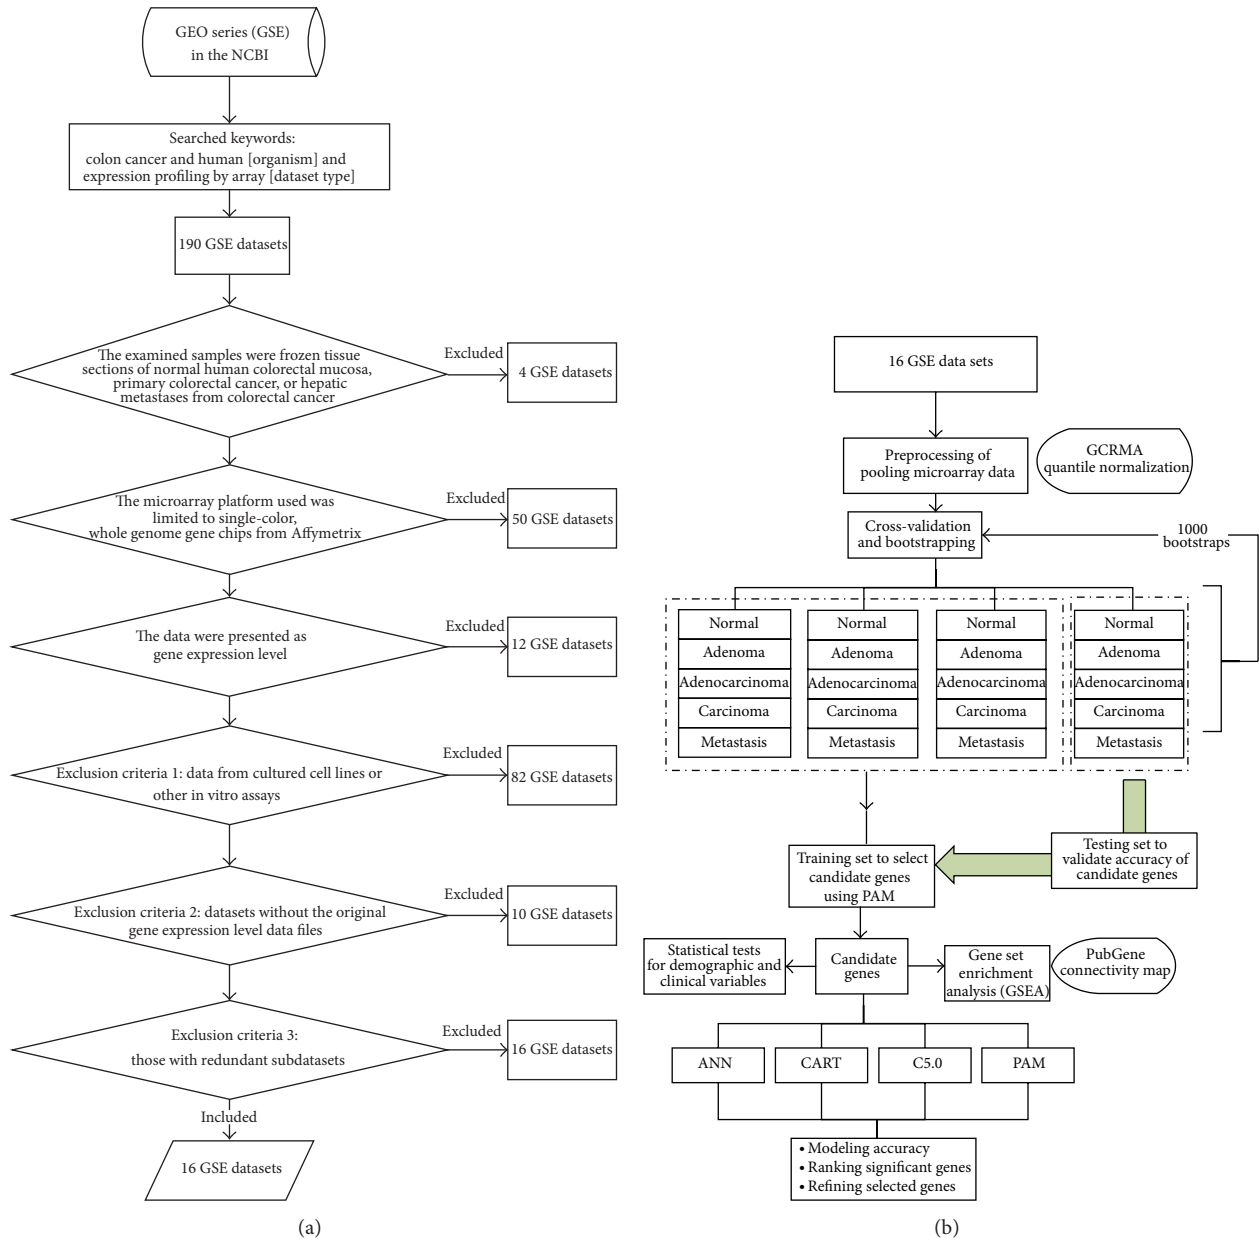 GEO series (GSE)
in the NCBI
Searched keywords:
colon cancer and human [organism] and
expression profiling by array [dataset type]
190 GSE datasets
The examined samples were frozen tissue
sections of normal human colorectal mucosa,
primary colorectal cancer, or hepatic
metastases from colorectal cancer
Excluded
4 GSE datasets
The microarray platform used was
limited to single-color,
whole genome gene chips from Affymetrix
Excluded
50 GSE datasets
The data were presented as
gene expression level
Excluded
12 GSE datasets
Exclusion criteria 1: data from cultured cell lines or
other in vitro assays
Excluded
82 GSE datasets
Exclusion criteria 2: datasets without the original
gene expression level data files
Excluded
10 GSE datasets
Exclusion criteria 3:
those with redundant subdatasets
Excluded
16 GSE datasets
Included
16 GSE datasets
(a)
16 GSE data sets
Preprocessing of
pooling microarray data
GCRMA
quantile normalization
Cross-validation
and bootstrapping
1000
bootstraps
Normal
Adenoma
Adenocarcinoma
Carcinoma
Metastasis
Normal
Adenoma
Adenocarcinoma
Carcinoma
Metastasis
Normal
Adenoma
Adenocarcinoma
Carcinoma
Metastasis
Normal
Adenoma
Adenocarcinoma
Carcinoma
Metastasis
Training set to select
candidate genes
using PAM
Testing set to
validate accuracy of
candidate genes
Statistical tests
for demographic and
clinical variables
Candidate
genes
Gene set
enrichment
analysis (GSEA)
PubGene
connectivity map
ANN
CART
C5.0
PAM
• Modeling accuracy
• Ranking significant genes
• Refining selected genes
(b)